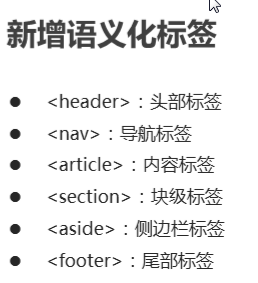 新增语义化标签
● <header>：头部标签
● <nav>：导航标签
● <article>：内容标签
● <section>：块级标签
● <aside>：侧边栏标签
● <footer>：尾部标签